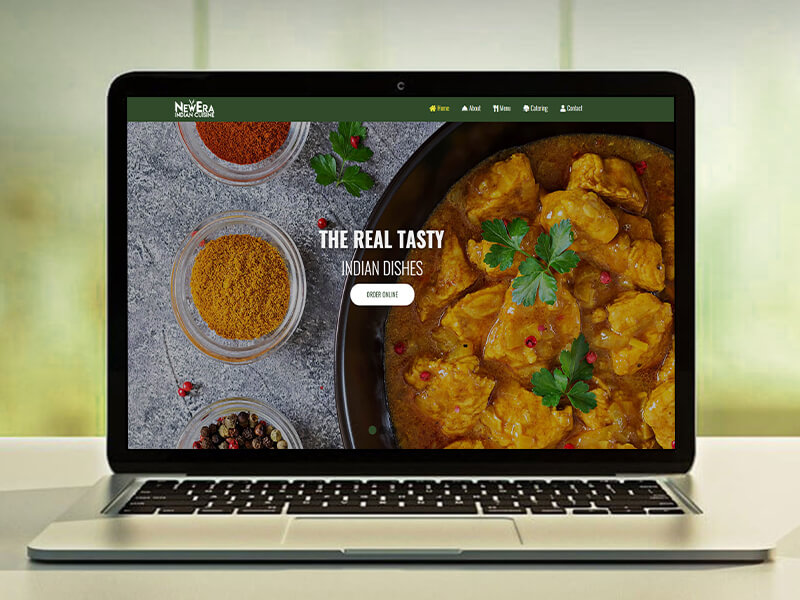 NewEra
INDIAN CUISINE
Home About Menu Catering Contact
THE REAL TASTY
INDIAN DISHES
ORDER ONLINE